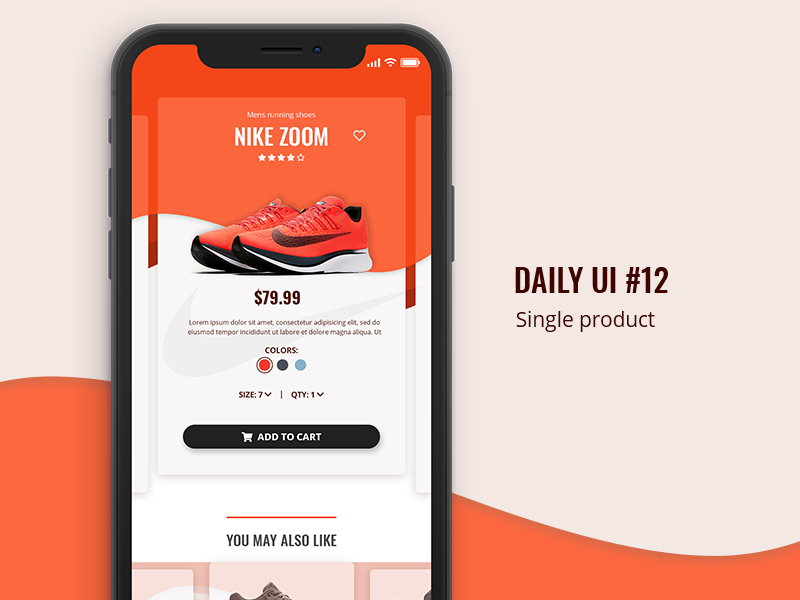 Mens running shoes
NIKE ZOOM
$79.99
Lorem ipsum dolor sit amet, consectetur adipisicing elit, sed do
eiusmod tempor incididunt ut labore et dolore magna aliqua. Ut
COLORS:
SIZE: 7 | QTY: 1
ADD TO CART
YOU MAY ALSO LIKE
DAILY UI #12
Single product